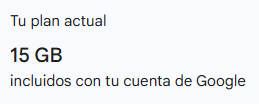 Tu plan actual
15 GB
incluidos con tu cuenta de Google